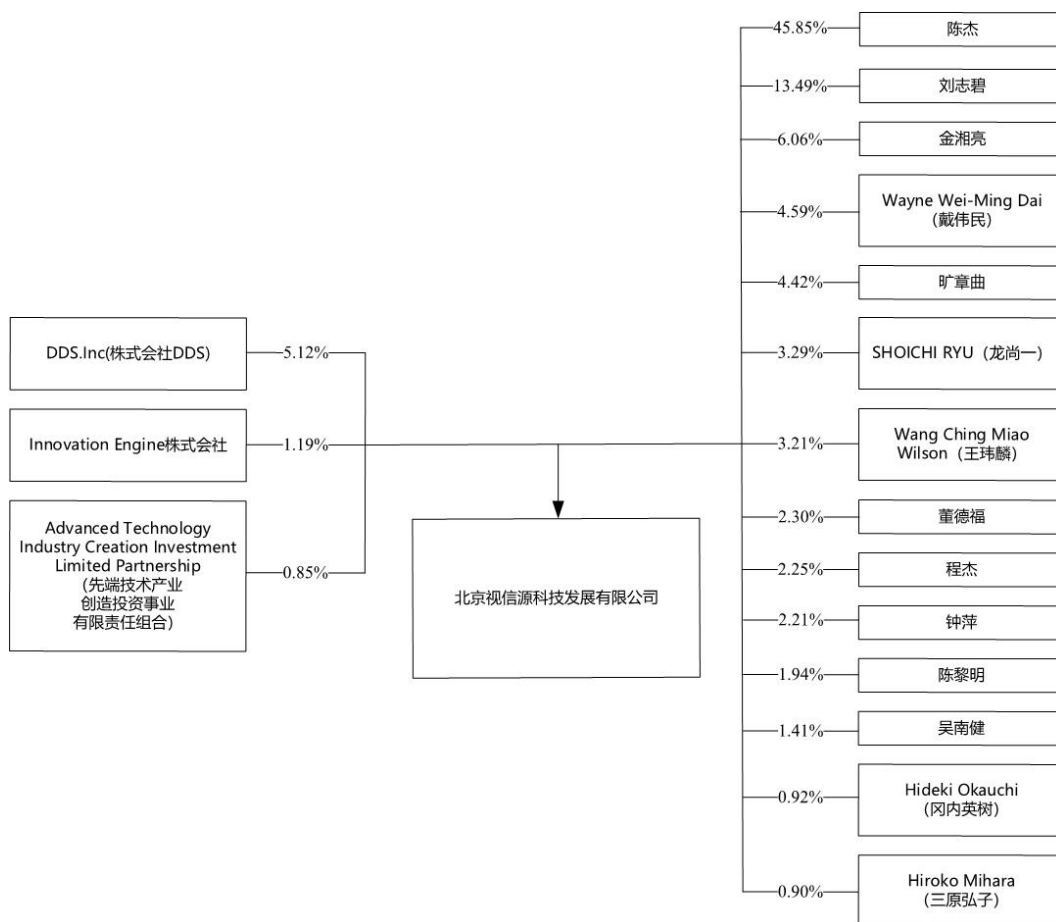 45.85%
陈杰
13.49%
刘志碧
6.06%
金湘亮
4.59%
Wayne Wei-Ming Dai
(戴伟民)
4.42%
旷章曲
DDS.Inc(株式会社DDS)
5.12%
3.29%
SHOICHI RYU（龙尚一)
Innovation Engine株式会社
1.19%
3.21%
Wang Ching Miao
Wilson（王玮麟）
Advanced Technology
Industry Creation Investment
Limited Partnership
(先端技术产业
创造投资事业
有限责任组合）
0.85%
北京视信源科技发展有限公司
2.30%
董德福
2.25%
程杰
2.21%
钟萍
1.94%
陈黎明
1.41%
吴南健
0.92%
Hideki Okauchi
(冈内英树)
0.90%
Hiroko Mihara
(三原弘子)